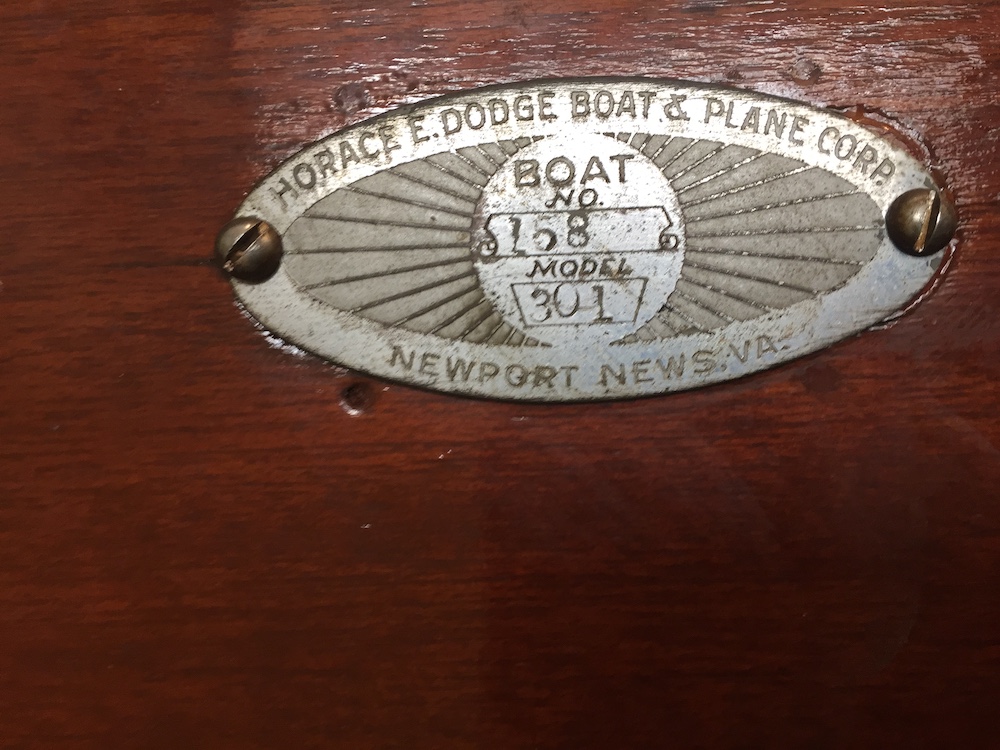 HORACE E. DODGE BOAT & PLANE CORP.
BOAT
NO.
158
MODEL
301
NEWPORT NEWS, VA.